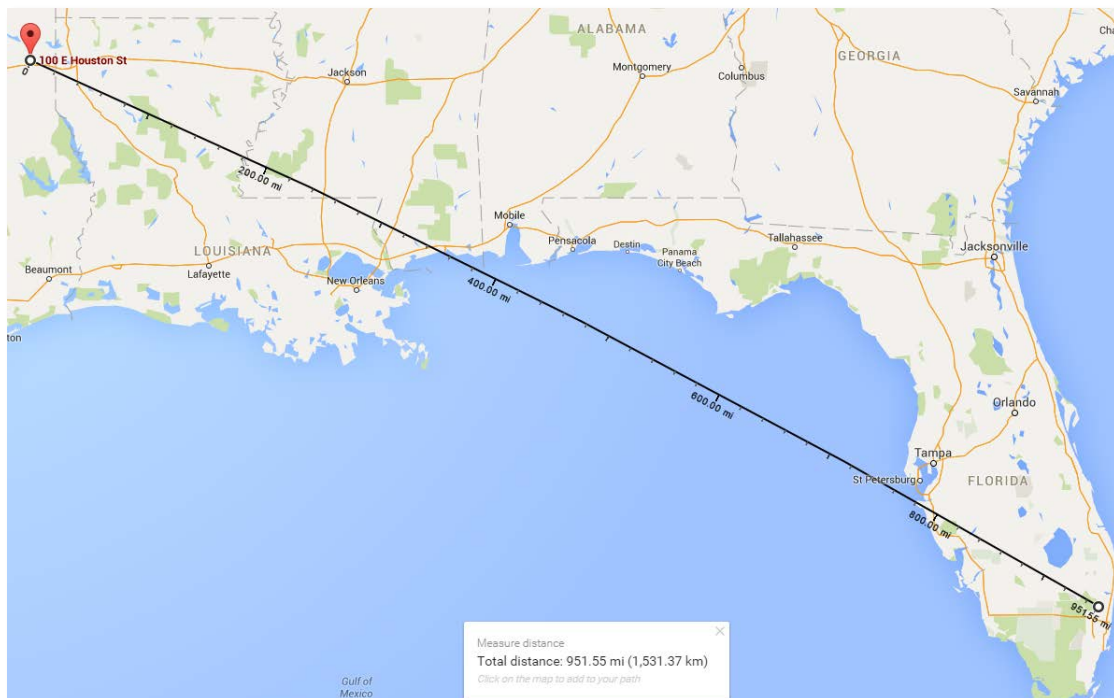 ALABAMA
Cha
100 E Houston St
0
Jackson
Montgomery
Columbus
GEORGIA
Savannah
200.00 mi
Mobile
Pensacola
Destin
Panama
City Beach
Tallahassee
Jacksonville
LOUISIANA
Beaumont
Lafayette
New Orleans
400.00 mi
ton
600.00 mi
Orlando
Tampa
St Petersburg
FLORIDA
800.00 mi
951.55 mi
Measure distance
Total distance: 951.55 mi (1,531.37 km)
Click on the map to add to your path
Gulf of
Mexico